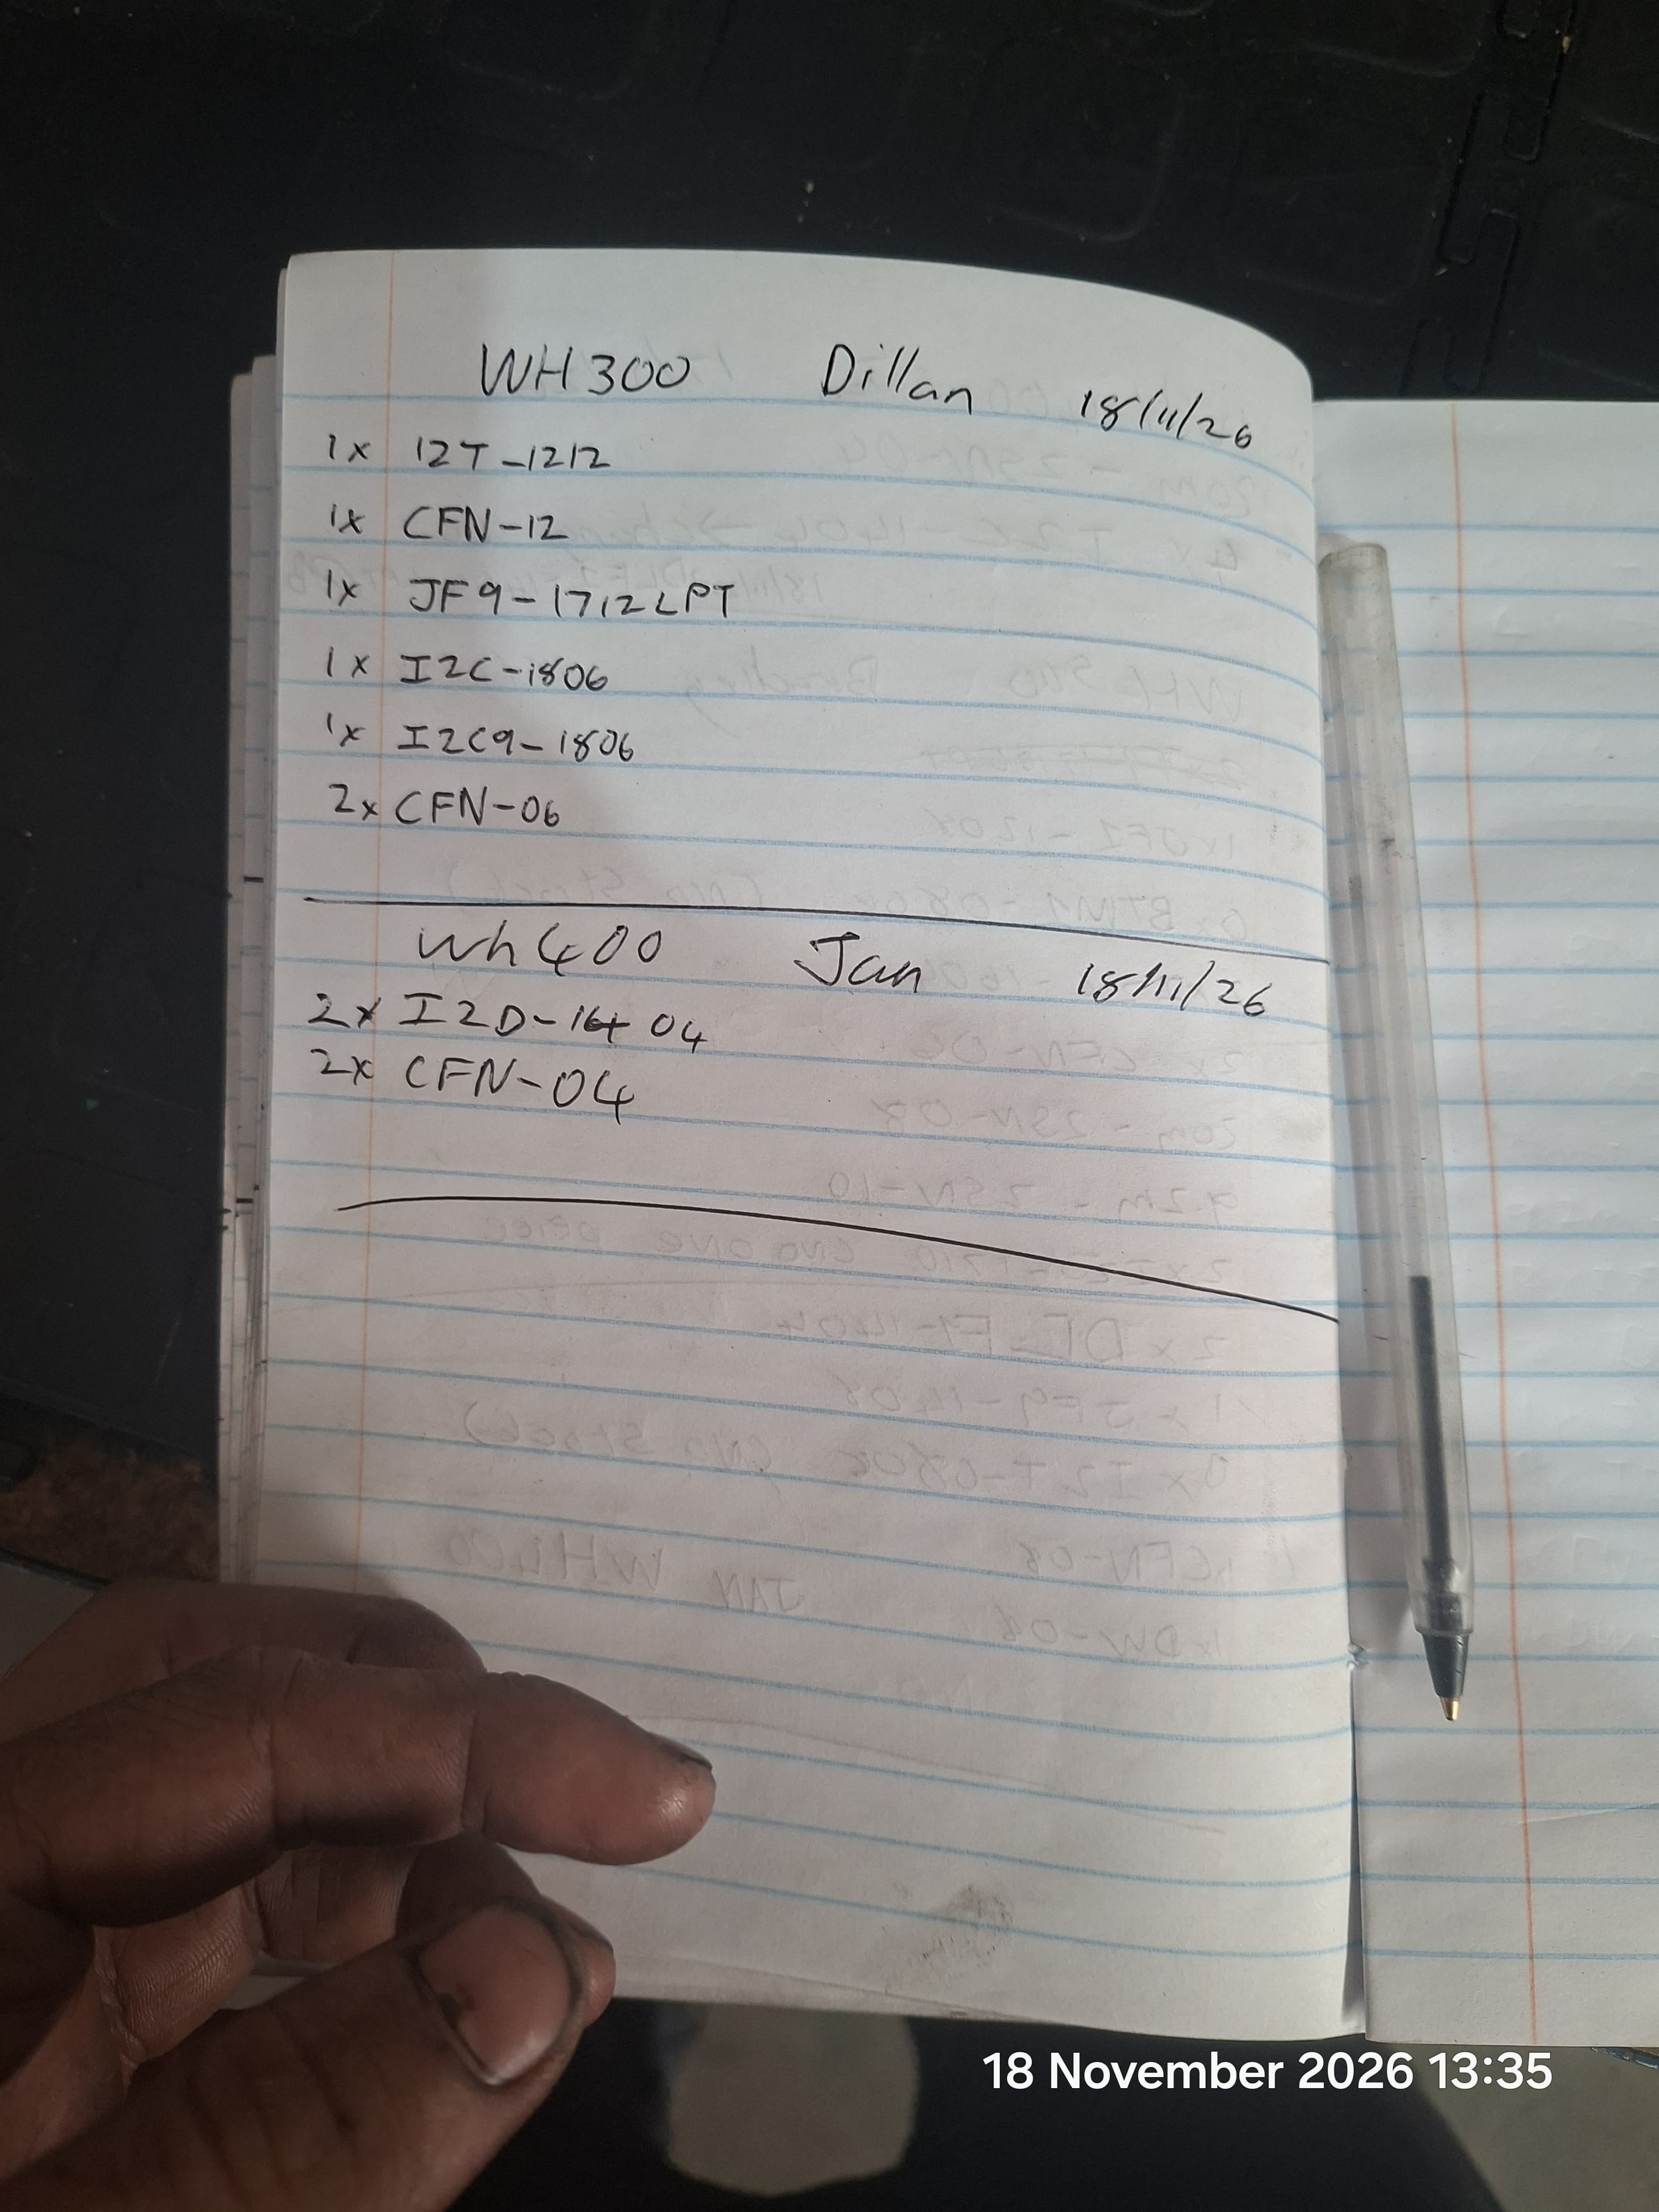 WH300 Dillan 18/11/26
1x 12T-1212
1x CFN-12
1x JF9-1712LPT
1x I2C-1806
1x I2C9-1806
2x CFN-06
Wh400 Jan 18/11/26
2x I2D-1404
2x CFN-04
18 November 2026 13:35